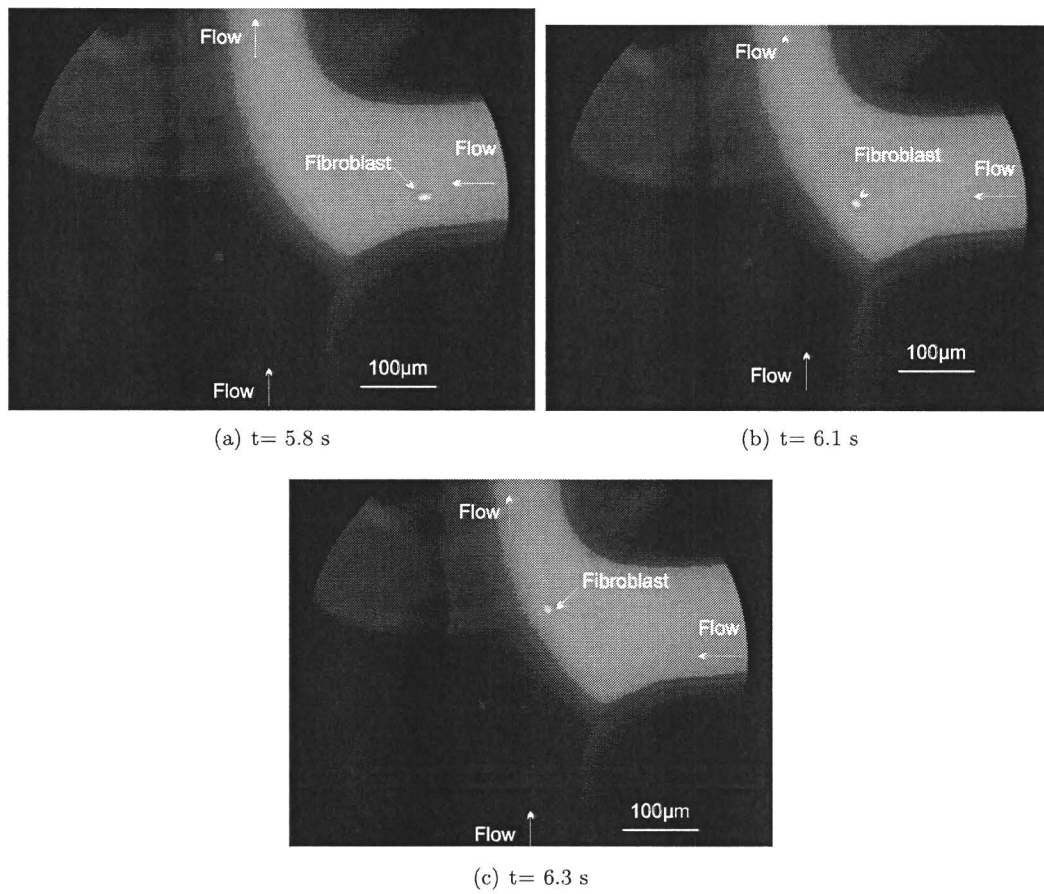 Flow
Fibroblast
Flow
100µm
Flow
(a) t= 5.8 s
Flow
Fibroblast
Flow
100µm
Flow
(b) t= 6.1 s
Flow
Fibroblast
Flow
100µm
Flow
(c) t= 6.3 s